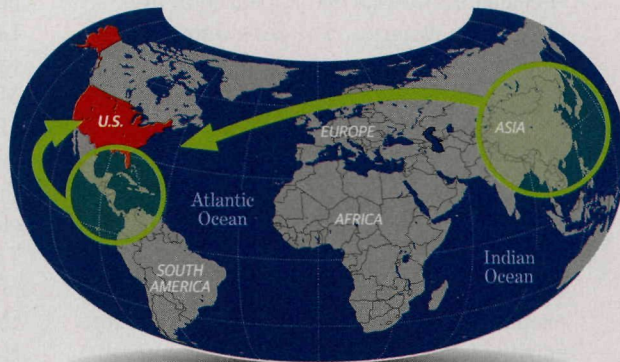 U.S.
EUROPE
ASIA
Atlantic
Ocean
AFRICA
SOUTH
AMERICA
Indian
Ocean